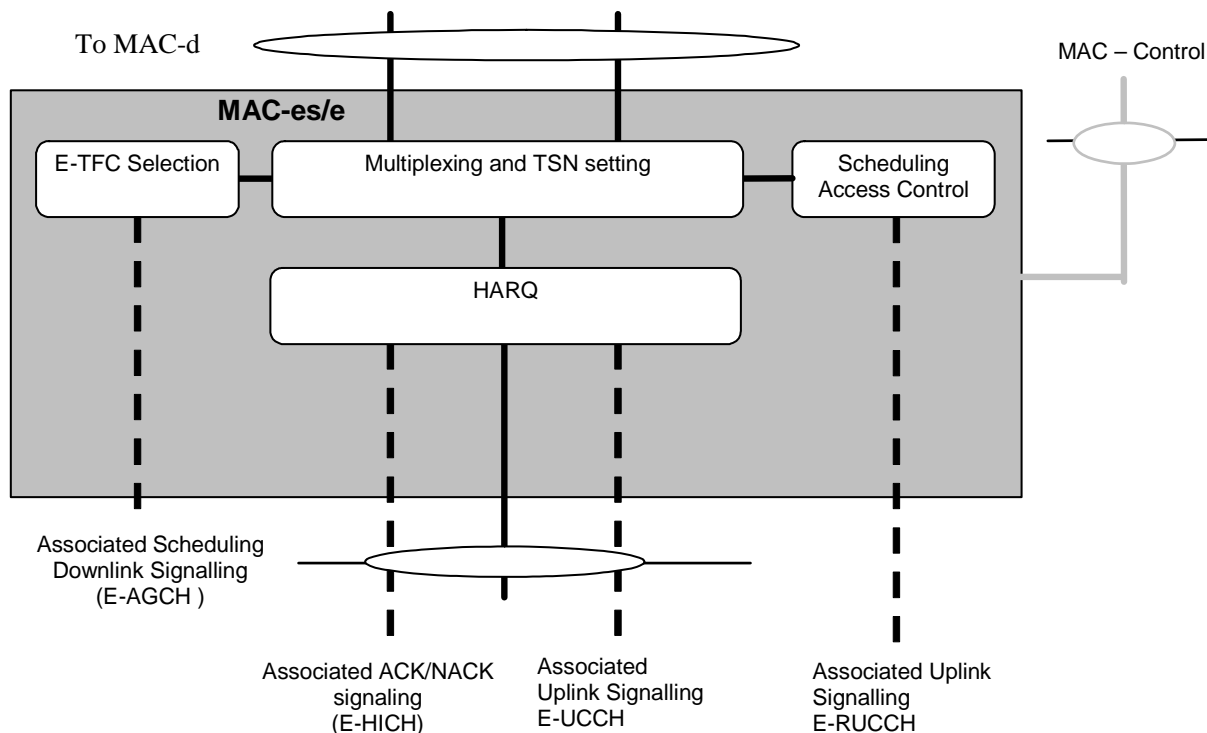 To MAC-d
MAC – Control
MAC-es/e
E-TFC Selection
Multiplexing and TSN setting
Scheduling
Access Control
HARQ
Associated Scheduling
Downlink Signalling
(E-AGCH )
Associated ACK/NACK
signaling
(E-HICH)
Associated
Uplink Signalling
E-UCCH
Associated Uplink
Signalling
E-RUCCH